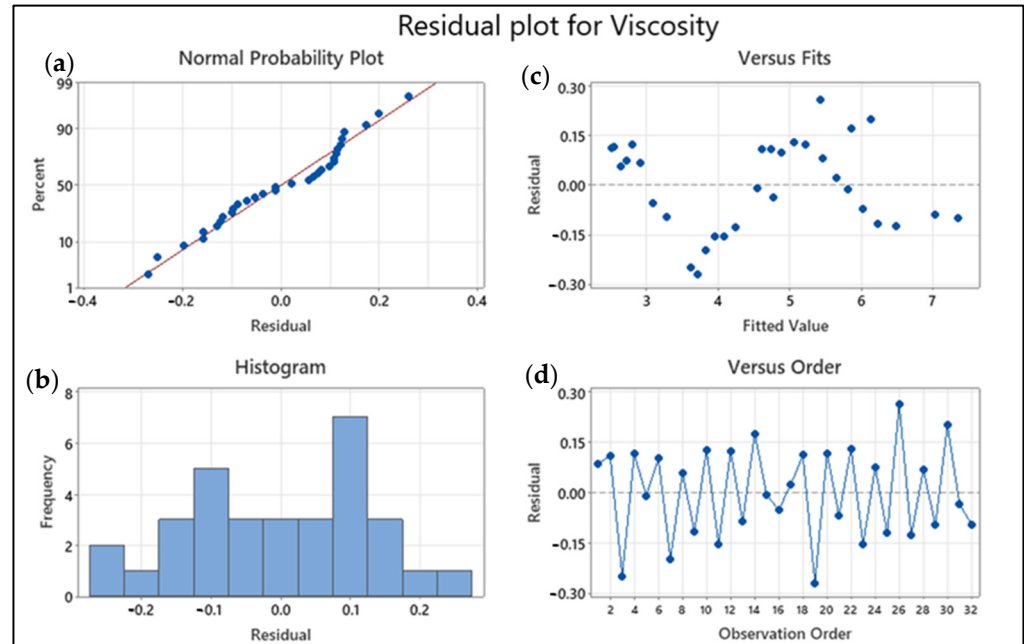 Residual plot for Viscosity
(a)
Normal Probability Plot
99
90
50
10
1
Percent
−0.4 −0.2 0.0 0.2 0.4
Residual
(c)
Versus Fits
0.30
0.15
0.00
−0.15
−0.30
Residual
3 4 5 6 7
Fitted Value
(b)
Histogram
8
6
4
2
0
Frequency
−0.2 −0.1 0.0 0.1 0.2
Residual
(d)
Versus Order
0.30
0.15
0.00
−0.15
−0.30
Residual
2 4 6 8 10 12 14 16 18 20 22 24 26 28 30 32
Observation Order